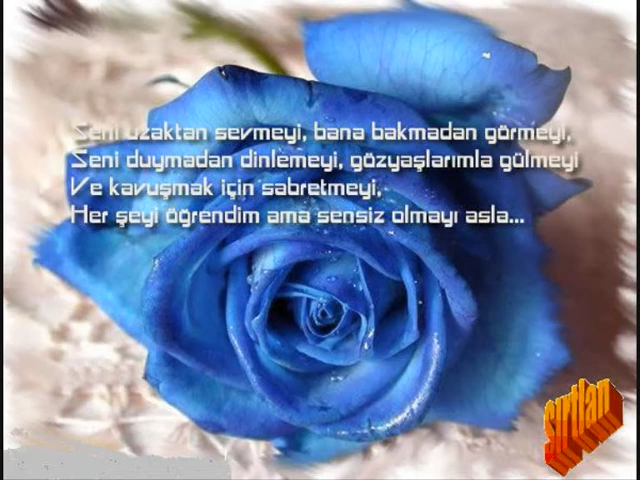 Seni uzaktan sevmeyi, bana bakmadan görmeyi,
Seni duymadan dinlemeyi, gözyaşlarımla gülmeyi
Ve kavuşmak için sabretmeyi,
Her şeyi öğrendim ama sensiz olmayı asla...
sırtlan